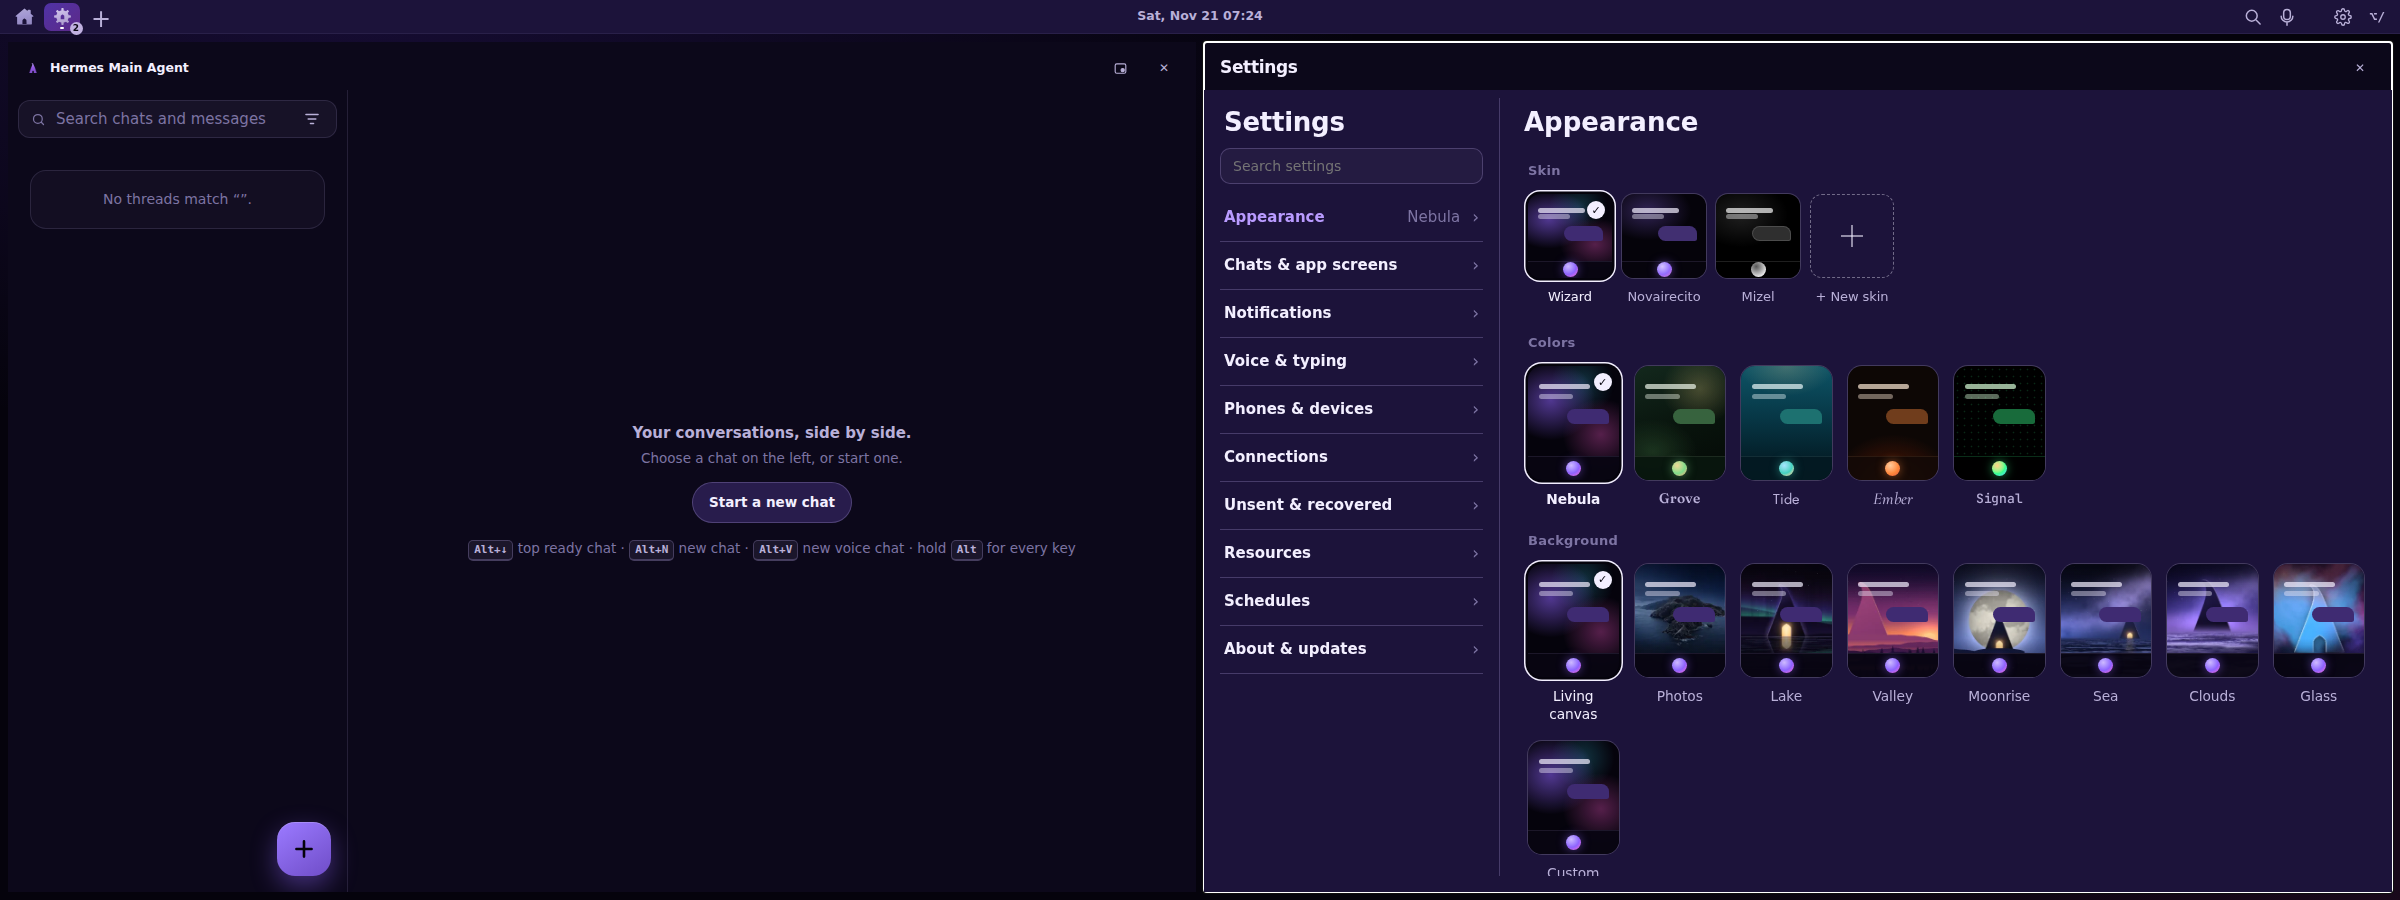 2
Sat, Nov 21 07:24
Hermes Main Agent
Search chats and messages
No threads match “”.
Your conversations, side by side.
Choose a chat on the left, or start one.
Start a new chat
Alt+↓ top ready chat · Alt+N new chat · Alt+V new voice chat · hold Alt for every key
Settings
Settings
Search settings
Appearance Nebula
Chats & app screens
Notifications
Voice & typing
Phones & devices
Connections
Unsent & recovered
Resources
Schedules
About & updates
Appearance
Skin
Wizard Novairecito Mizel + New skin
Colors
Nebula Grove Tide Ember Signal
Background
Living canvas Photos Lake Valley Moonrise Sea Clouds Glass
Custom